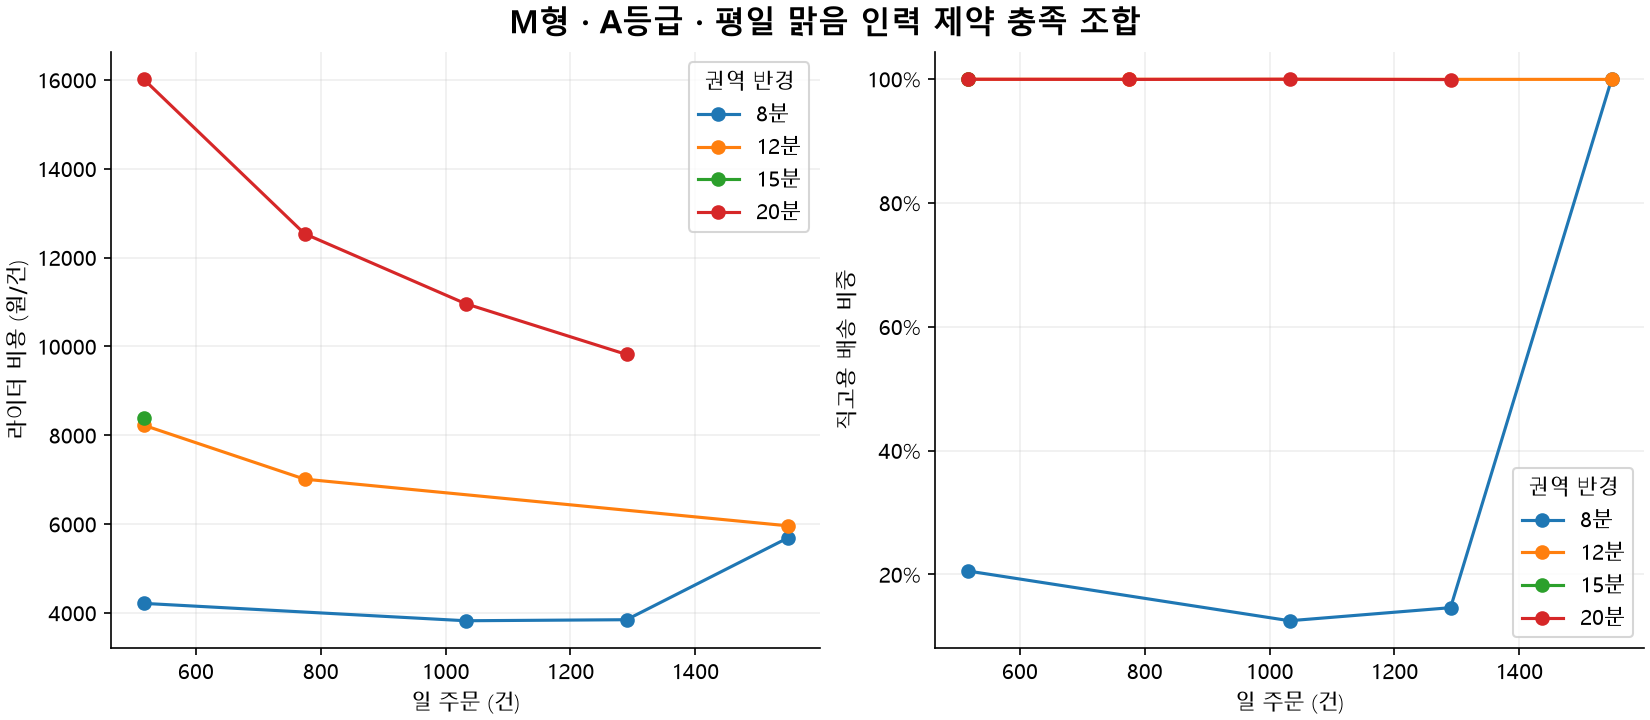 M형 · A등급 · 평일 맑음 인력 제약 충족 조합
라이더 비용 (원/건)
16000
14000
12000
10000
8000
6000
4000
권역 반경
8분
12분
15분
20분
600
800
1000
1200
1400
일 주문 (건)
직고용 배송 비중
100%
80%
60%
40%
20%
권역 반경
8분
12분
15분
20분
600
800
1000
1200
1400
일 주문 (건)